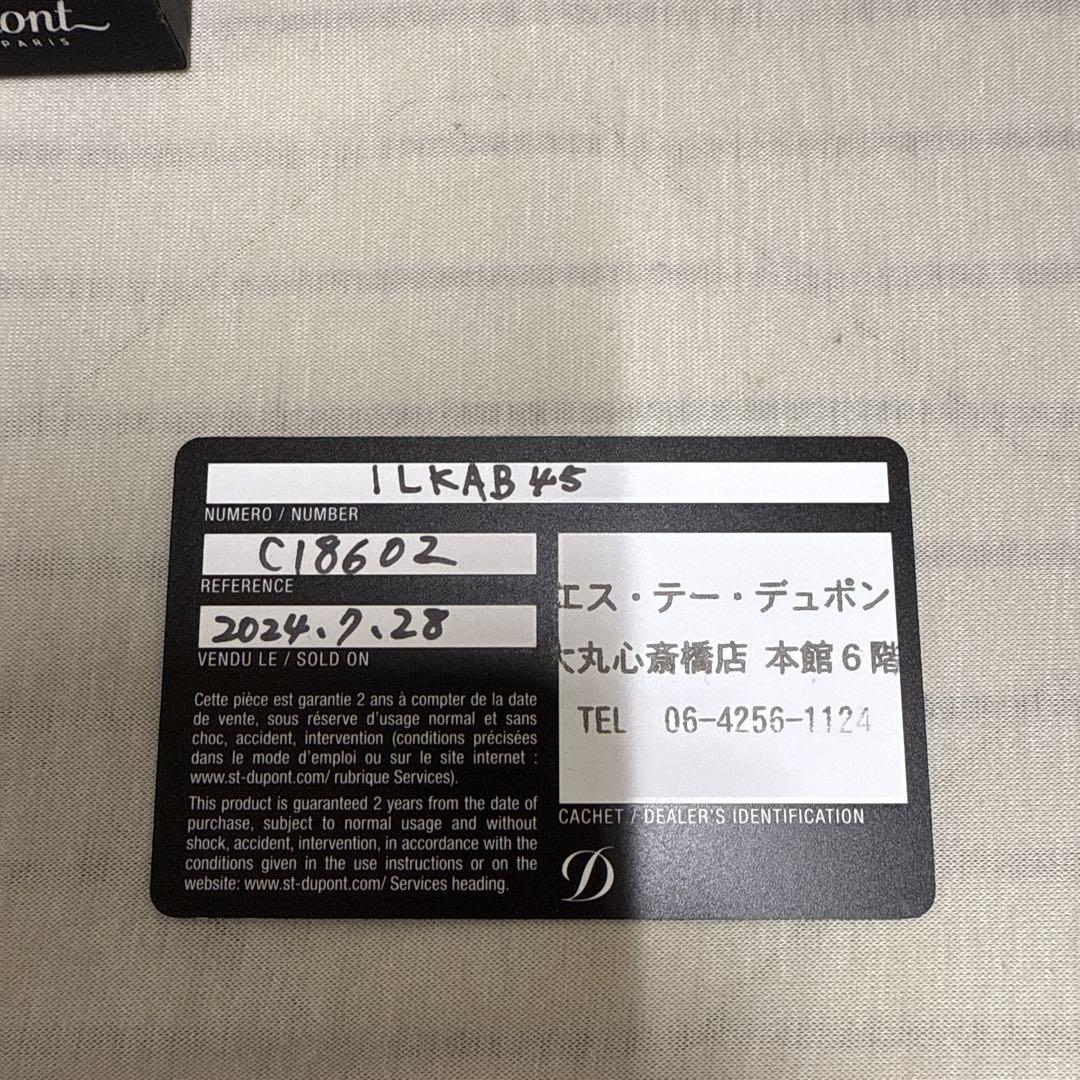 PARIS
1LKAB45
NUMERO / NUMBER
C18602
REFERENCE
2024.7.28
VENDU LE / SOLD ON
エス・テー・デュポン
丸心斎橋店 本館6階
TEL 06-4256-1124
CACHET / DEALER'S IDENTIFICATION
Cette pièce est garantie 2 ans à compter de la date
de vente, sous réserve d'usage normal et sans
choc, accident, intervention (conditions précisées
dans le mode d'emploi ou sur le site internet :
www.st-dupont.com/ rubrique Services).
This product is guaranteed 2 years from the date of
purchase, subject to normal usage and without
shock, accident, intervention, in accordance with the
conditions given in the use instructions or on the
website: www.st-dupont.com/ Services heading.
D